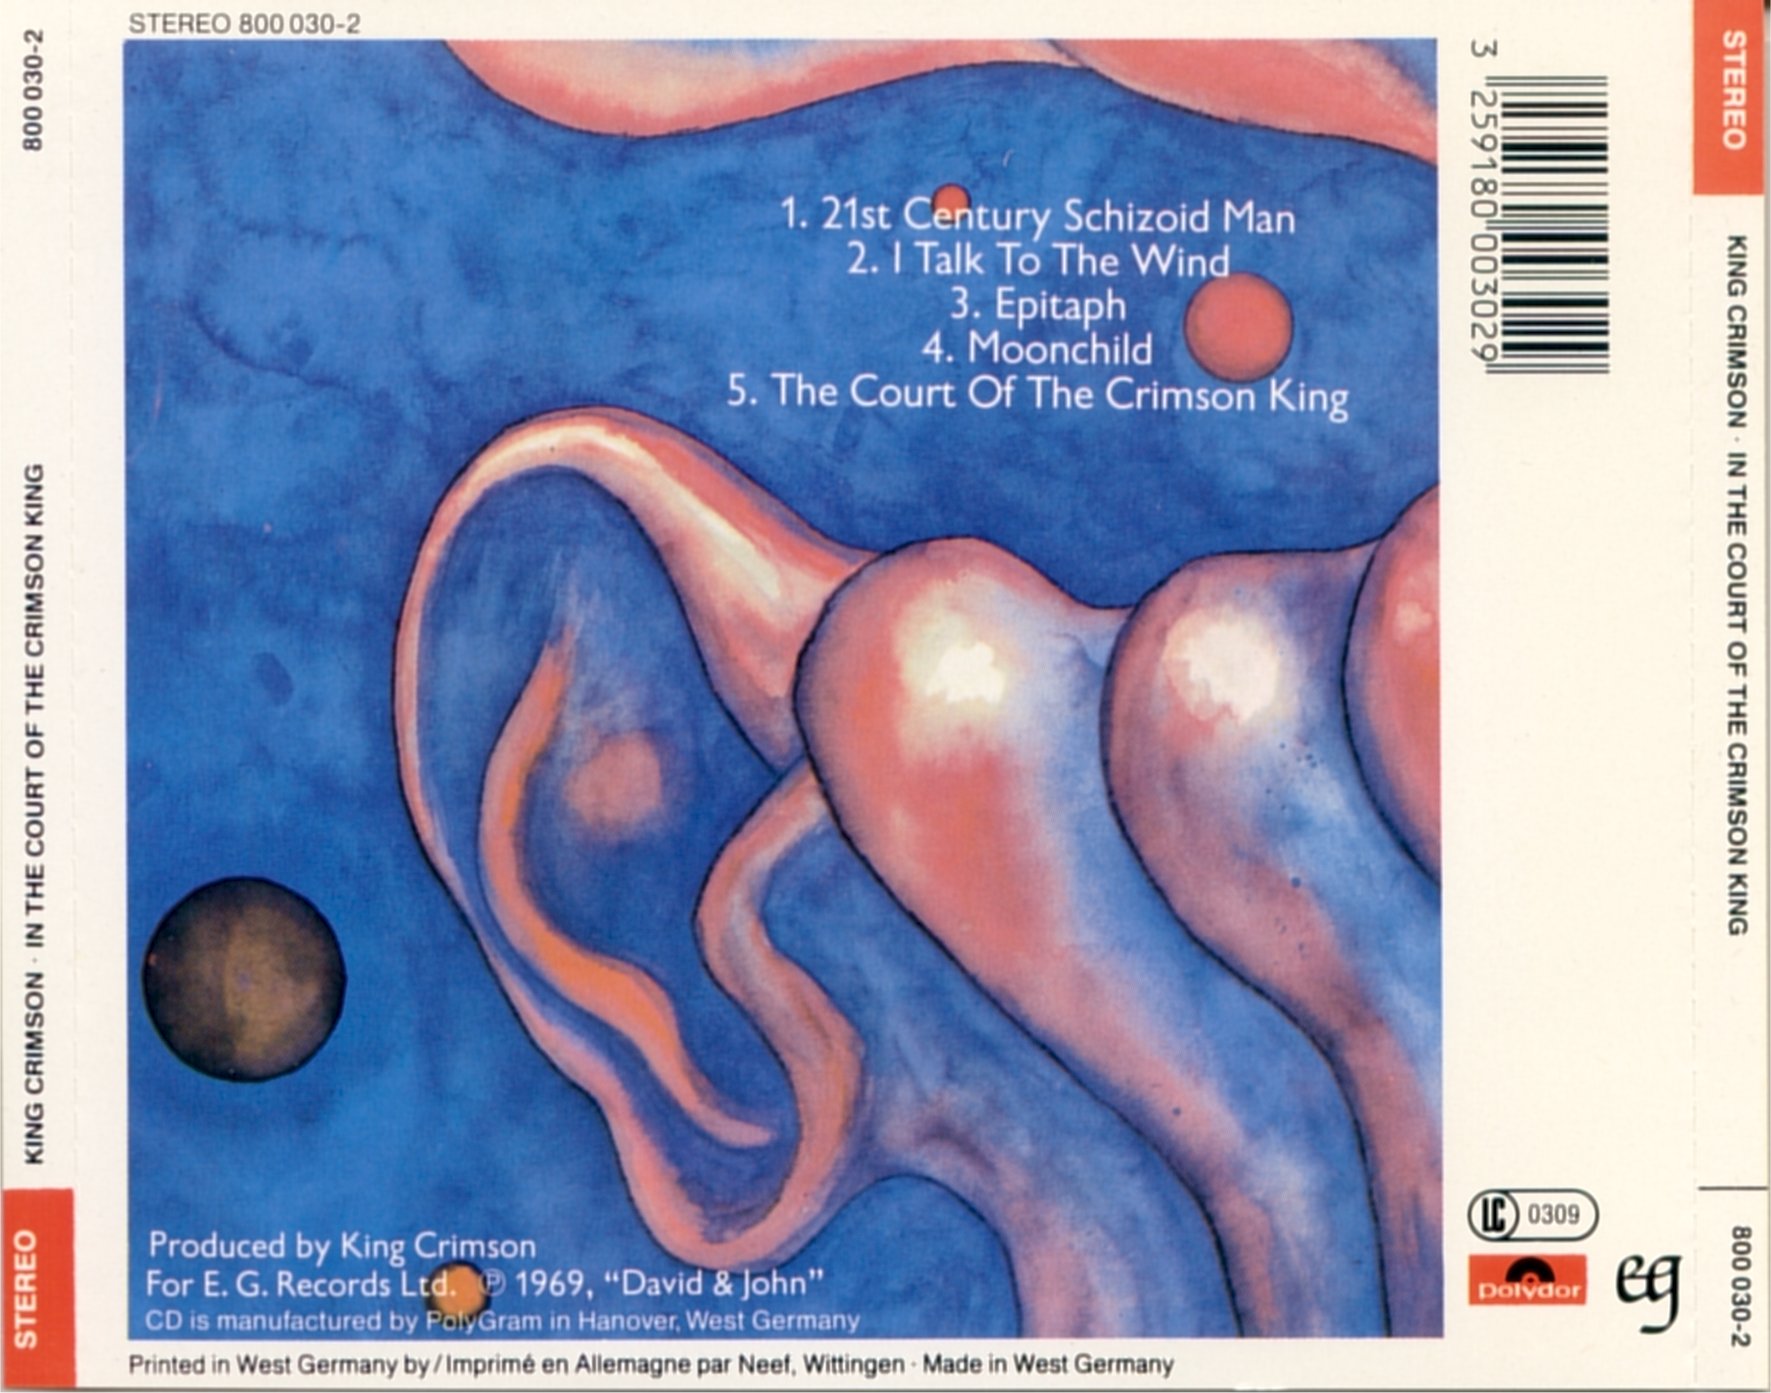 STEREO 800 030-2
800 030-2
KING CRIMSON · IN THE COURT OF THE CRIMSON KING
STEREO
1. 21st Century Schizoid Man
2. I Talk To The Wind
3. Epitaph
4. Moonchild
5. The Court Of The Crimson King
Produced by King Crimson
For E. G. Records Ltd. ℗ 1969, “David & John”
CD is manufactured by PolyGram in Hanover, West Germany
Printed in West Germany by / Imprimé en Allemagne par Neef, Wittingen · Made in West Germany
3 259180 003029
LC 0309
polydor
eg
STEREO
KING CRIMSON · IN THE COURT OF THE CRIMSON KING
800 030-2